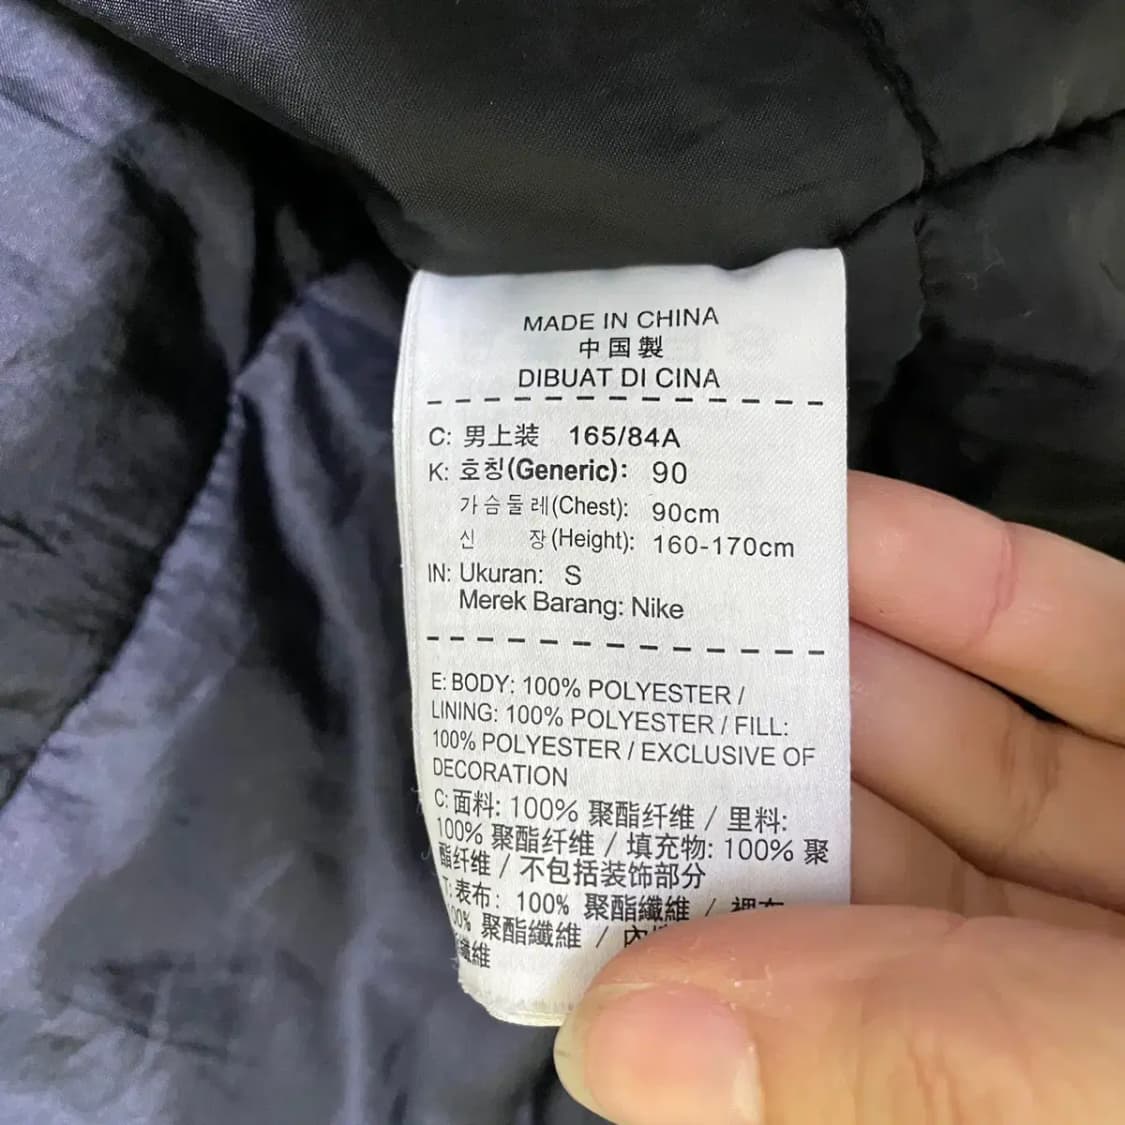 MADE IN CHINA
中国製
DIBUAT DI CINA
C: 男上装 165/84A
K: 호칭(Generic): 90
가슴둘레(Chest): 90cm
신 장(Height): 160-170cm
IN: Ukuran: S
Merek Barang: Nike
E: BODY: 100% POLYESTER /
LINING: 100% POLYESTER / FILL:
100% POLYESTER / EXCLUSIVE OF
DECORATION
C: 面料: 100% 聚酯纤维 / 里料:
100% 聚酯纤维 / 填充物: 100% 聚
酯纤维 / 不包括装饰部分
T: 表布: 100% 聚酯纖維 /
100% 聚酯纖維 /
纖維